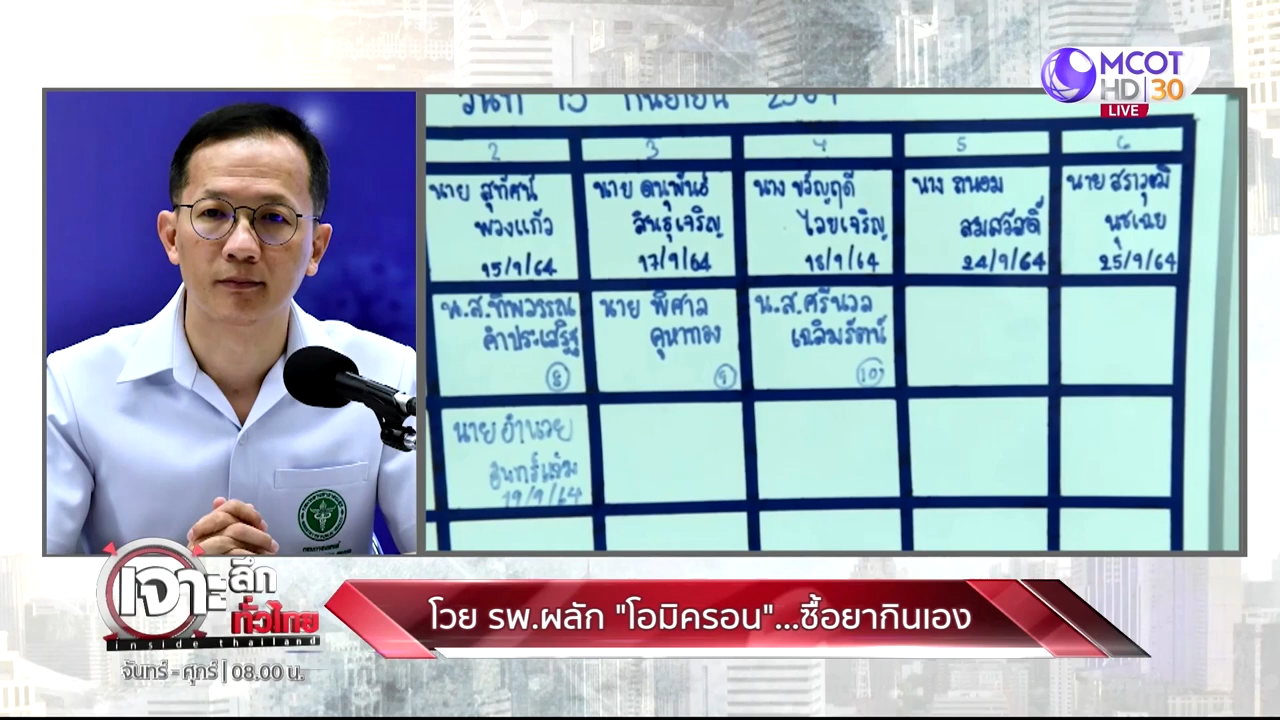 MCOT
HD 30
LIVE
วันที่ 15 กันยายน 2564
2 3 4 5 6
นาย สุทัศน์ พวงแก้ว 15/9/64
นาย ดนุพันธ์ สินธุเจริญ 17/9/64
นาง ขวัญฤดี ไวยเจริญ 18/9/64
นาง ถนอม สมสวัสดิ์ 24/9/64
นาย สราวุฒิ นุชเฉย 25/9/64
น.ส.ทิพวรรณ คำประเสริฐ 8
นาย พิศาล คูหาทอง 9
น.ส.ศรีนวล เฉลิมรัตน์ 10
นาย อำนวย 19/9/64
เจาะลึก
ทั่วไทย
inside thailand
จันทร์ - ศุกร์ | 08.00 น.
โวย รพ.ผลัก "โอมิครอน"...ซื้อยากินเอง